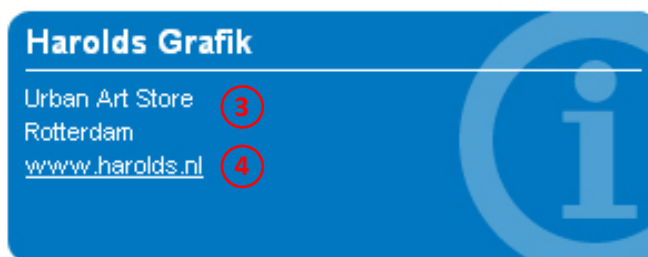 Harolds Grafik
Urban Art Store 3
Rotterdam
www.harolds.nl 4
i